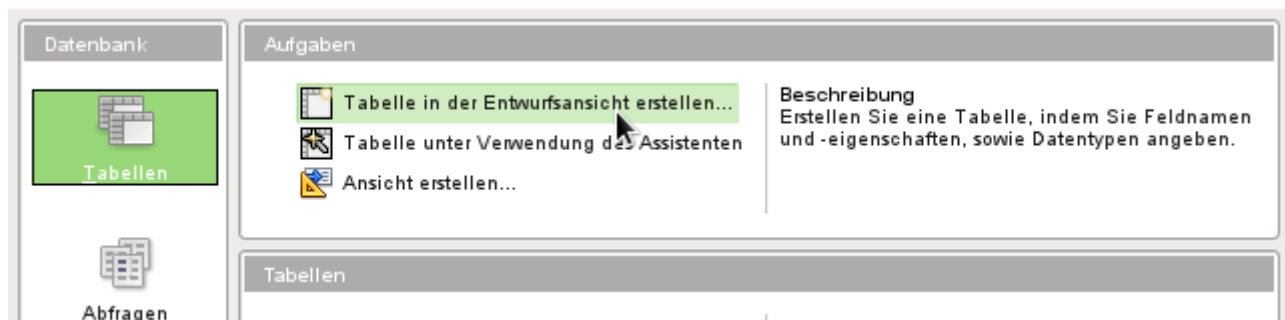 Datenbank
Tabellen
Abfragen
Aufgaben
Tabelle in der Entwurfsansicht erstellen...
Tabelle unter Verwendung des Assistenten
Ansicht erstellen...
Beschreibung
Erstellen Sie eine Tabelle, indem Sie Feldnamen
und -eigenschaften, sowie Datentypen angeben.
Tabellen